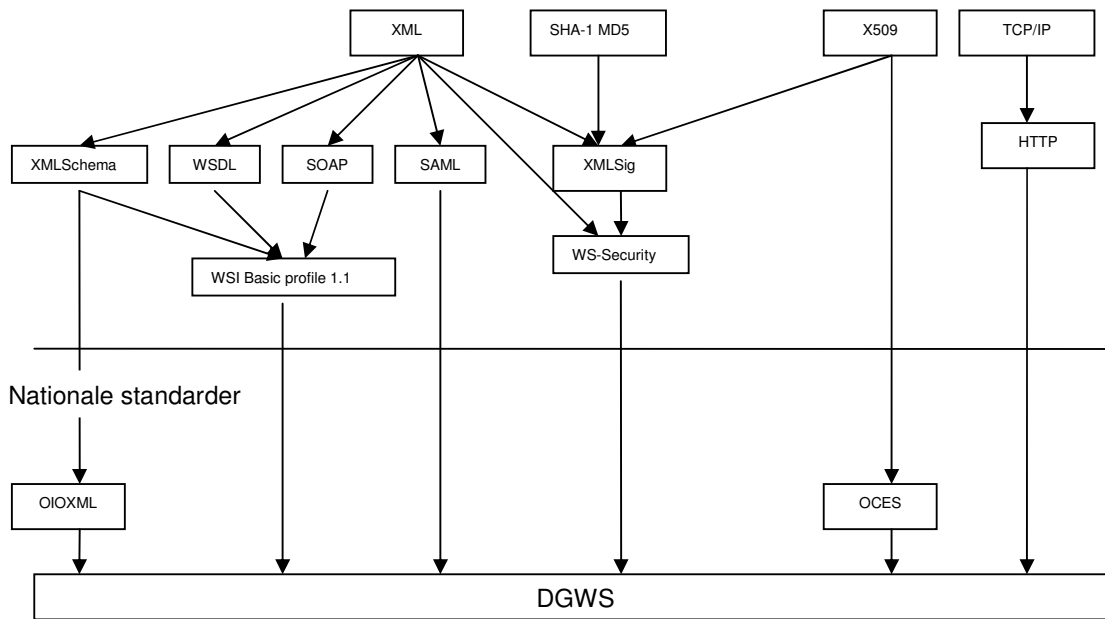 XML
SHA-1 MD5
X509
TCP/IP
HTTP
XMLSchema
WSDL
SOAP
SAML
XMLSig
WS-Security
WSI Basic profile 1.1
Nationale standarder
OIOXML
OCES
DGWS